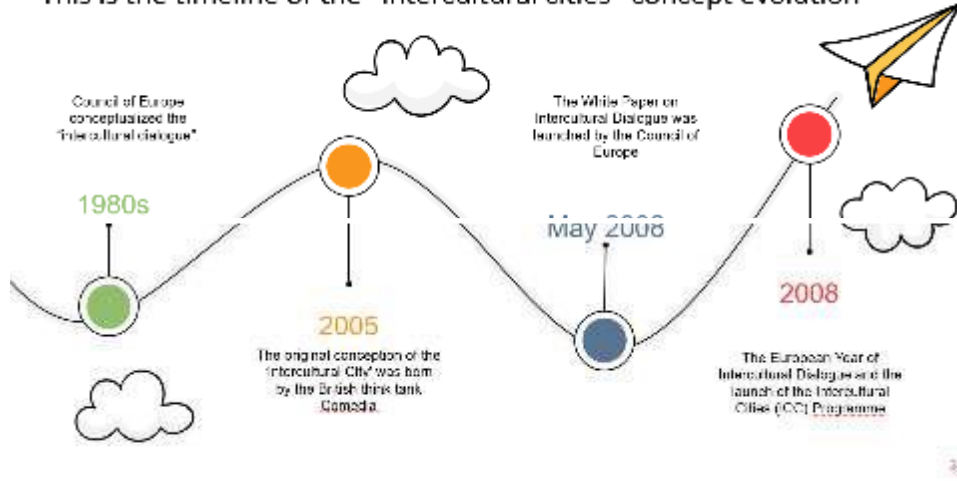 This is the timeline of the "intercultural cities" concept evolution
Council of Europe
conceptualized the
"intercultural dialogue".
1980s
2005
The original conception of the
'Intercultural City' was born
by the British think tank
Comedia
The White Paper on
Intercultural Dialogue was
launched by the Council of
Europe
May 2008
2008
The European Year of
Intercultural Dialogue and the
launch of the Intercultural
Cities (ICC) Programme